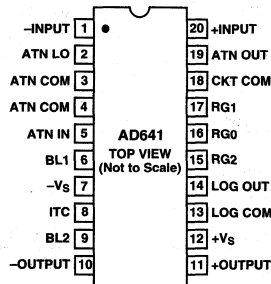 –INPUT 1 20 +INPUT
ATN LO 2 19 ATN OUT
ATN COM 3 18 CKT COM
ATN COM 4 17 RG1
ATN IN 5 16 RG0
BL1 6 15 RG2
–VS 7 14 LOG OUT
ITC 8 13 LOG COM
BL2 9 12 +VS
–OUTPUT 10 11 +OUTPUT
AD641
TOP VIEW
(Not to Scale)